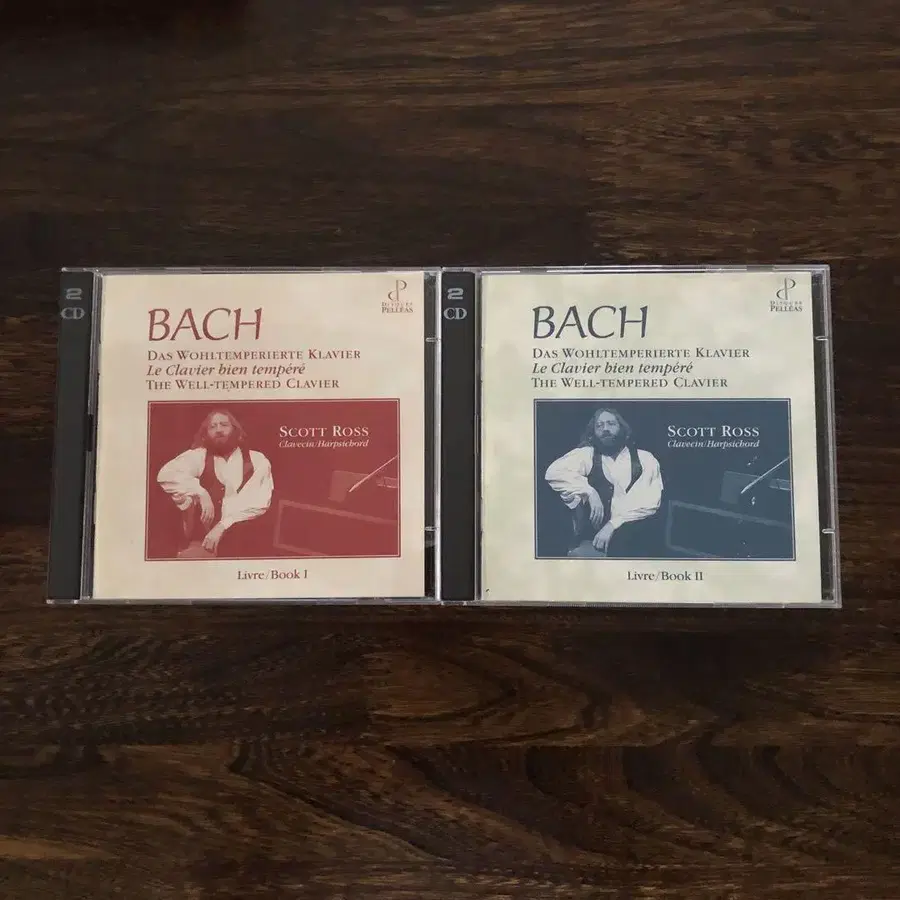 2
CD
DISQUES
PELLÉAS
BACH
DAS WOHLTEMPERIERTE KLAVIER
Le Clavier bien tempéré
THE WELL-TEMPERED CLAVIER
SCOTT ROSS
Clavecin/Harpsichord
Livre/Book I
2
CD
DISQUES
PELLÉAS
BACH
DAS WOHLTEMPERIERTE KLAVIER
Le Clavier bien tempéré
THE WELL-TEMPERED CLAVIER
SCOTT ROSS
Clavecin/Harpsichord
Livre/Book II